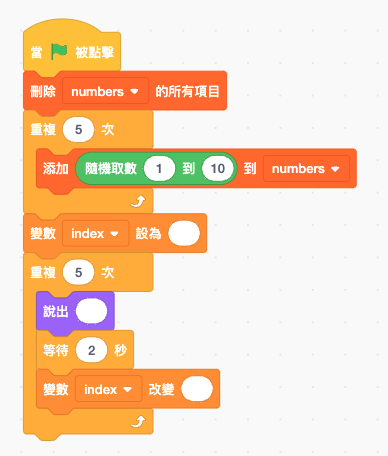 當 被點擊
刪除 numbers 的所有項目
重複 5 次
添加 隨機取數 1 到 10 到 numbers
變數 index 設為
重複 5 次
說出
等待 2 秒
變數 index 改變